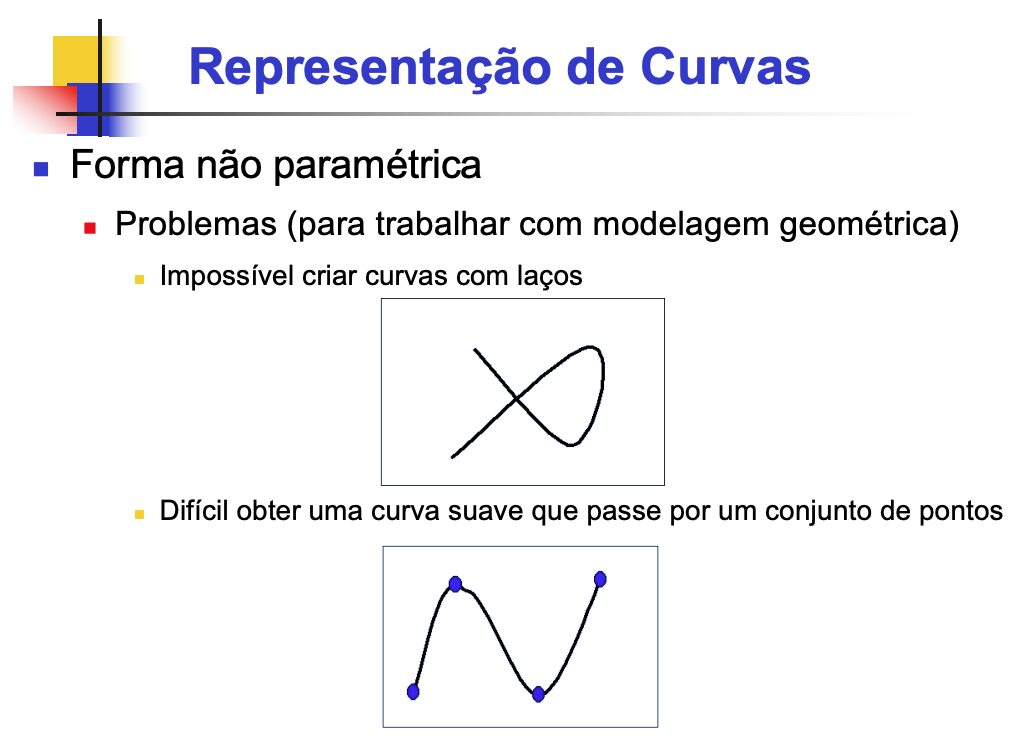 Representação de Curvas
Forma não paramétrica
Problemas (para trabalhar com modelagem geométrica)
Impossível criar curvas com laços
Difícil obter uma curva suave que passe por um conjunto de pontos